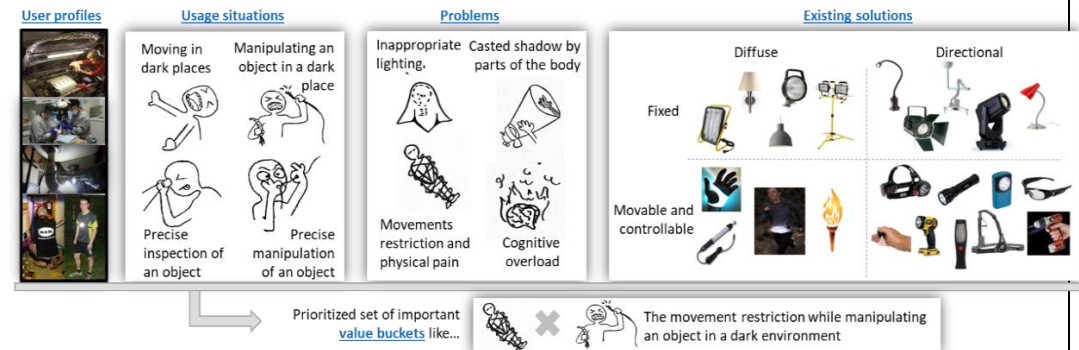 User profiles
Usage situations
Problems
Existing solutions
Moving in
dark places
Manipulating an
object in a dark
place
Precise
inspection of
an object
Precise
manipulation
of an object
Inappropriate
lighting.
Casted shadow by
parts of the body
Movements
restriction and
physical pain
Cognitive
overload
Diffuse
Directional
Fixed
Movable and
controllable
Prioritized set of important
value buckets like...
The movement restriction while manipulating
an object in a dark environment